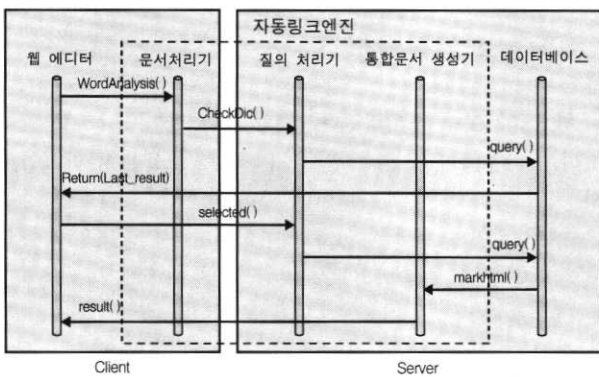 자동링크엔진
웹 에디터 문서처리기 질의 처리기 통합문서 생성기 데이터베이스
WordAnalysis( )
CheckDic( )
query( )
Return(Last_result)
selected( )
query( )
markhtml( )
result( )
Client Server